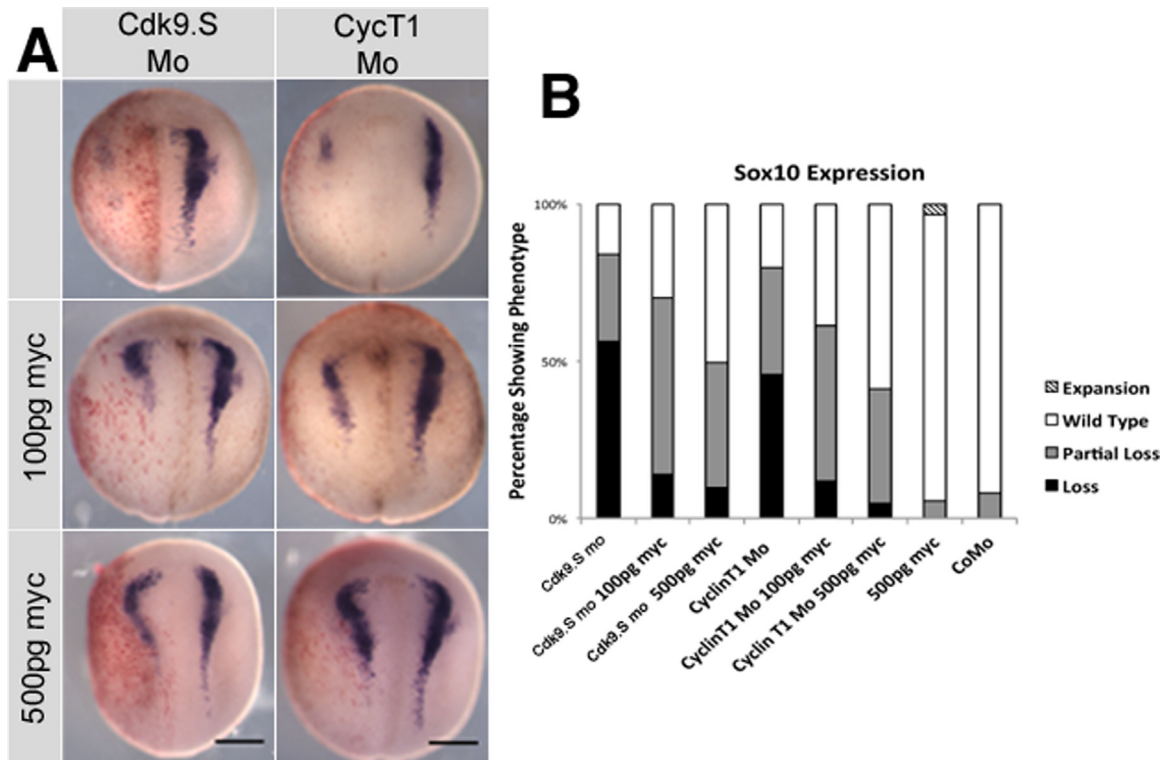 A
Cdk9.S
Mo
CycT1
Mo
100pg myc
500pg myc
B
Sox10 Expression
Percentage Showing Phenotype
100%
50%
0%
Cdk9.S mo
Cdk9.S mo 100pg myc
Cdk9.S mo 500pg myc
CyclinT1 Mo
CyclinT1 Mo 100pg myc
Cyclin T1 Mo 500pg myc
500pg myc
CoMo
Expansion
Wild Type
Partial Loss
Loss